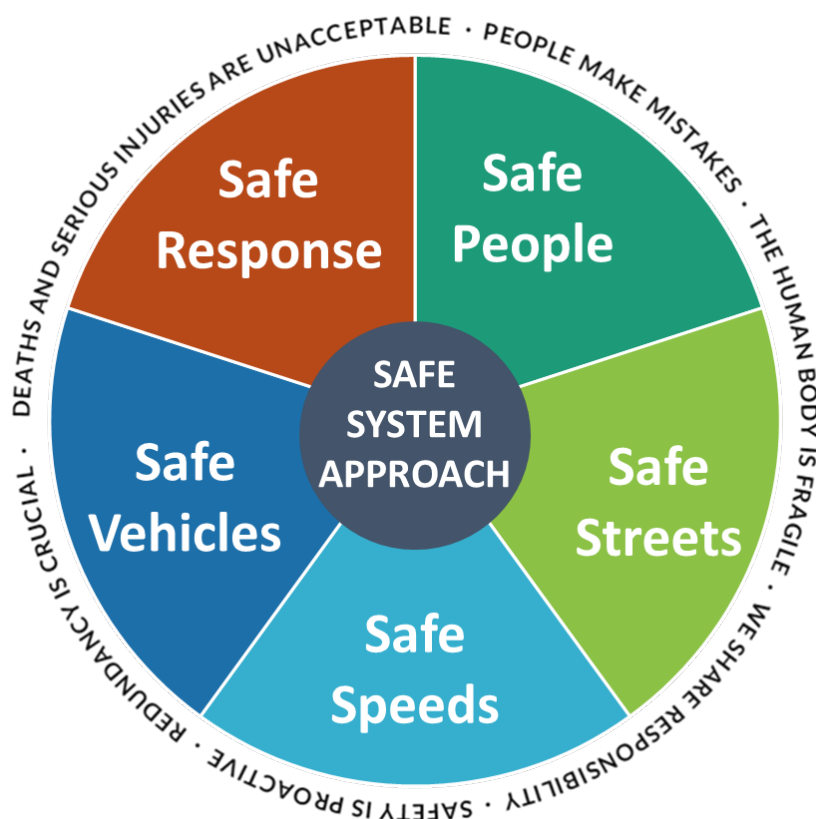 DEATHS AND SERIOUS INJURIES ARE UNACCEPTABLE · PEOPLE MAKE MISTAKES · THE HUMAN BODY IS FRAGILE · WE SHARE RESPONSIBILITY · SAFETY IS PROACTIVE · REDUNDANCY IS CRUCIAL ·
Safe
Response
Safe
People
SAFE
SYSTEM
APPROACH
Safe
Vehicles
Safe
Streets
Safe
Speeds